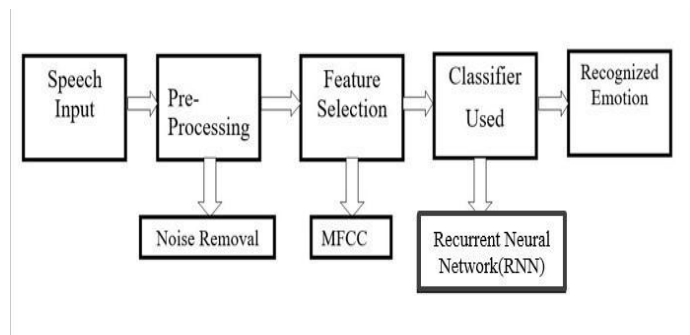 Speech
Input
Pre-
Processing
Feature
Selection
Classifier
Used
Recognized
Emotion
Noise Removal
MFCC
Recurrent Neural
Network(RNN)